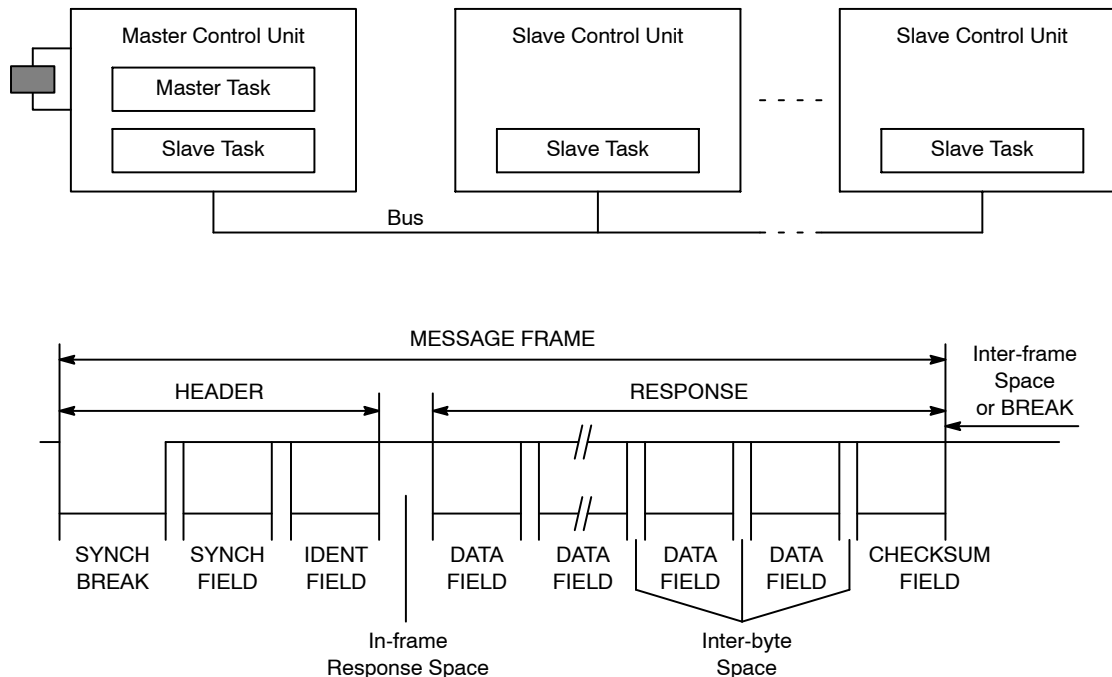 Master Control Unit
Master Task
Slave Task
Slave Control Unit
Slave Task
Slave Control Unit
Slave Task
Bus
MESSAGE FRAME
HEADER
RESPONSE
Inter-frame
Space
or BREAK
SYNCH
BREAK
SYNCH
FIELD
IDENT
FIELD
DATA
FIELD
DATA
FIELD
DATA
FIELD
DATA
FIELD
CHECKSUM
FIELD
In-frame
Response Space
Inter-byte
Space